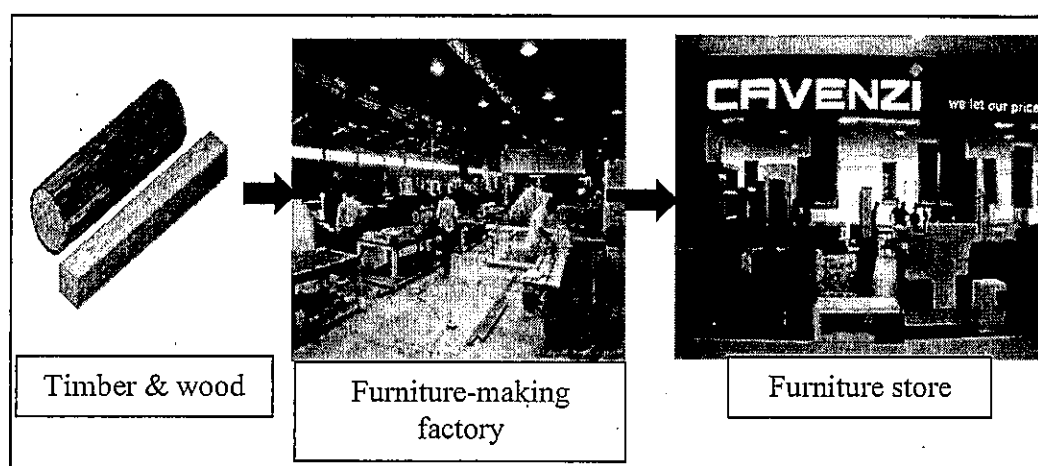 CAVENZi
we let our price
Timber & wood
Furniture-making
factory
Furniture store